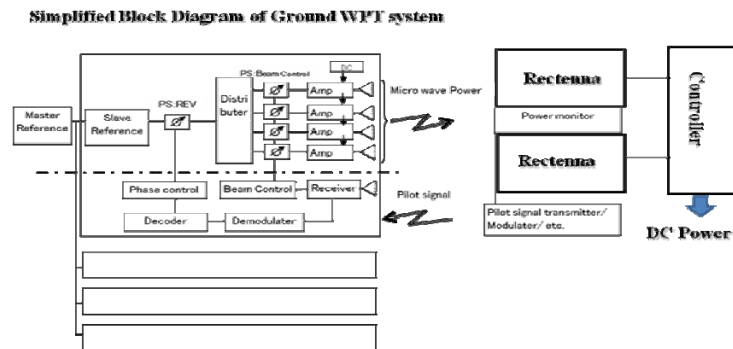 Simplified Block Diagram of Ground WPT system
Master
Reference
Slave
Reference
PS:REV
Distri
buter
PS:Beam Control
DC
Amp
Amp
Amp
Amp
Micro wave Power
Phase control
Beam Control
Receiver
Decoder
Demodulater
Pilot signal
Rectenna
Power monitor
Rectenna
Pilot signal transmitter/
Modulater/ etc.
Controller
DC Power